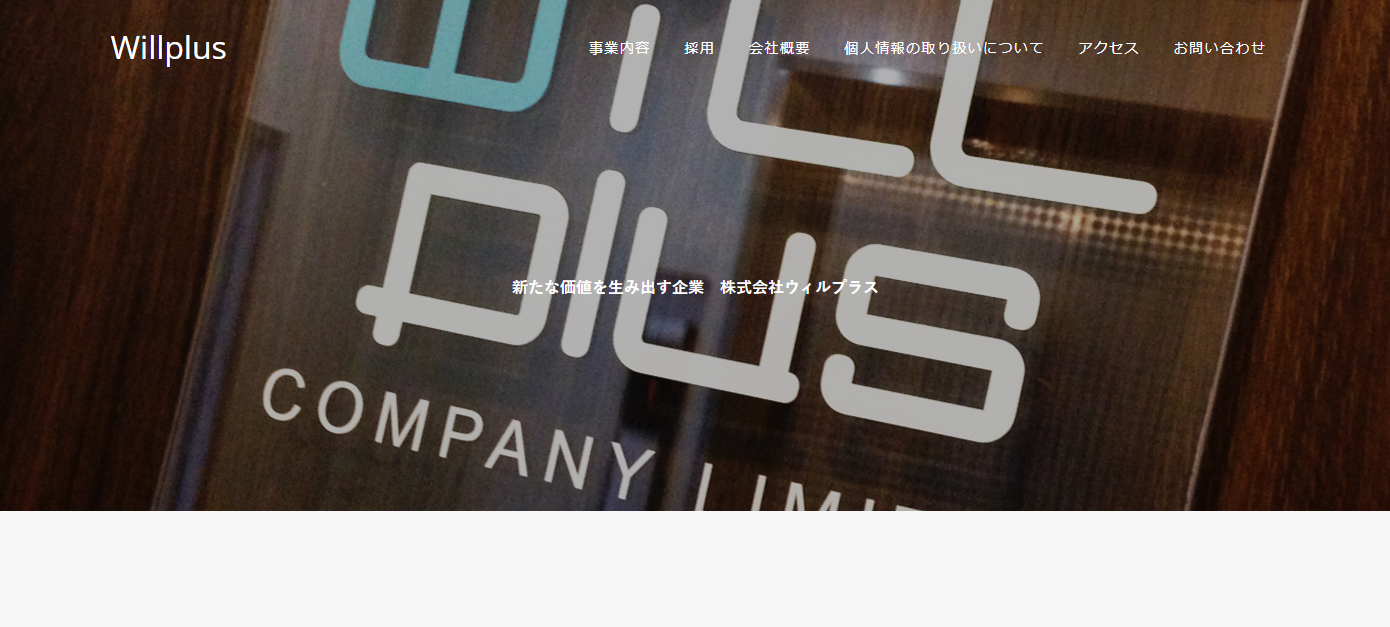 Willplus
事業内容 採用 会社概要 個人情報の取り扱いについて アクセス お問い合わせ
plus
新たな価値を生み出す企業 株式会社ウィルプラス
COMPANY